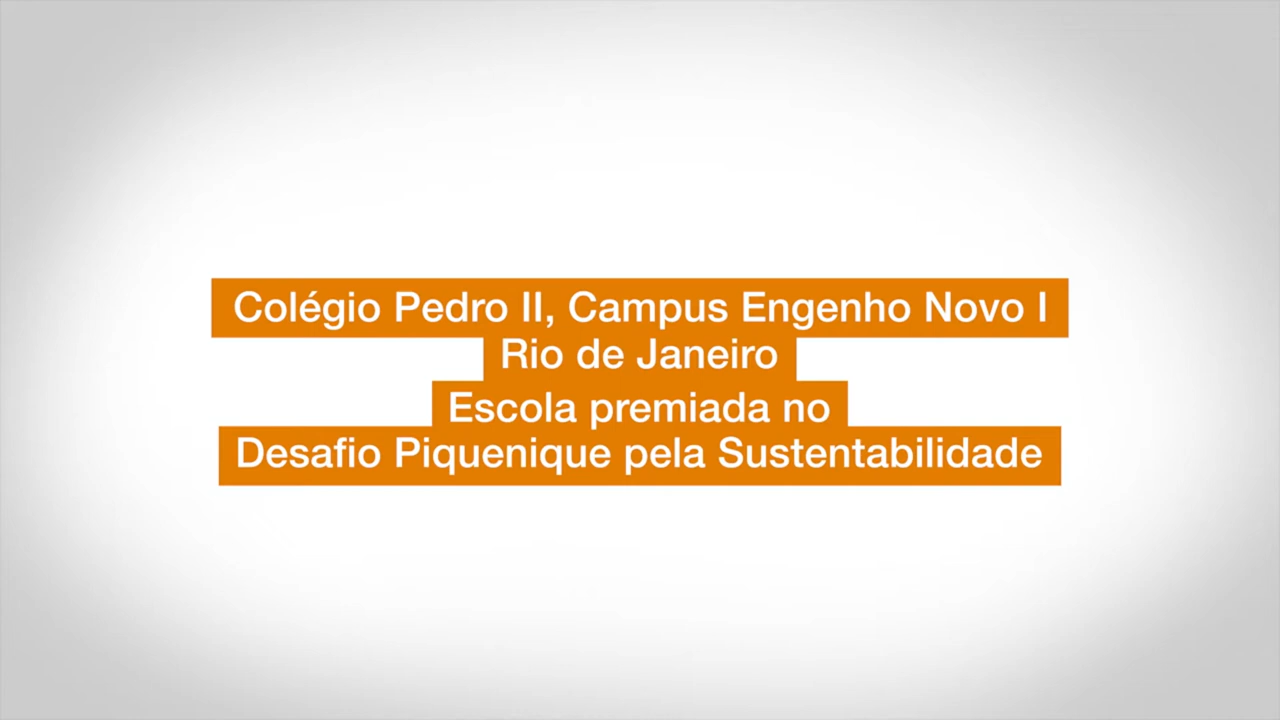 Colégio Pedro II, Campus Engenho Novo I
Rio de Janeiro
Escola premiada no
Desafio Piquenique pela Sustentabilidade